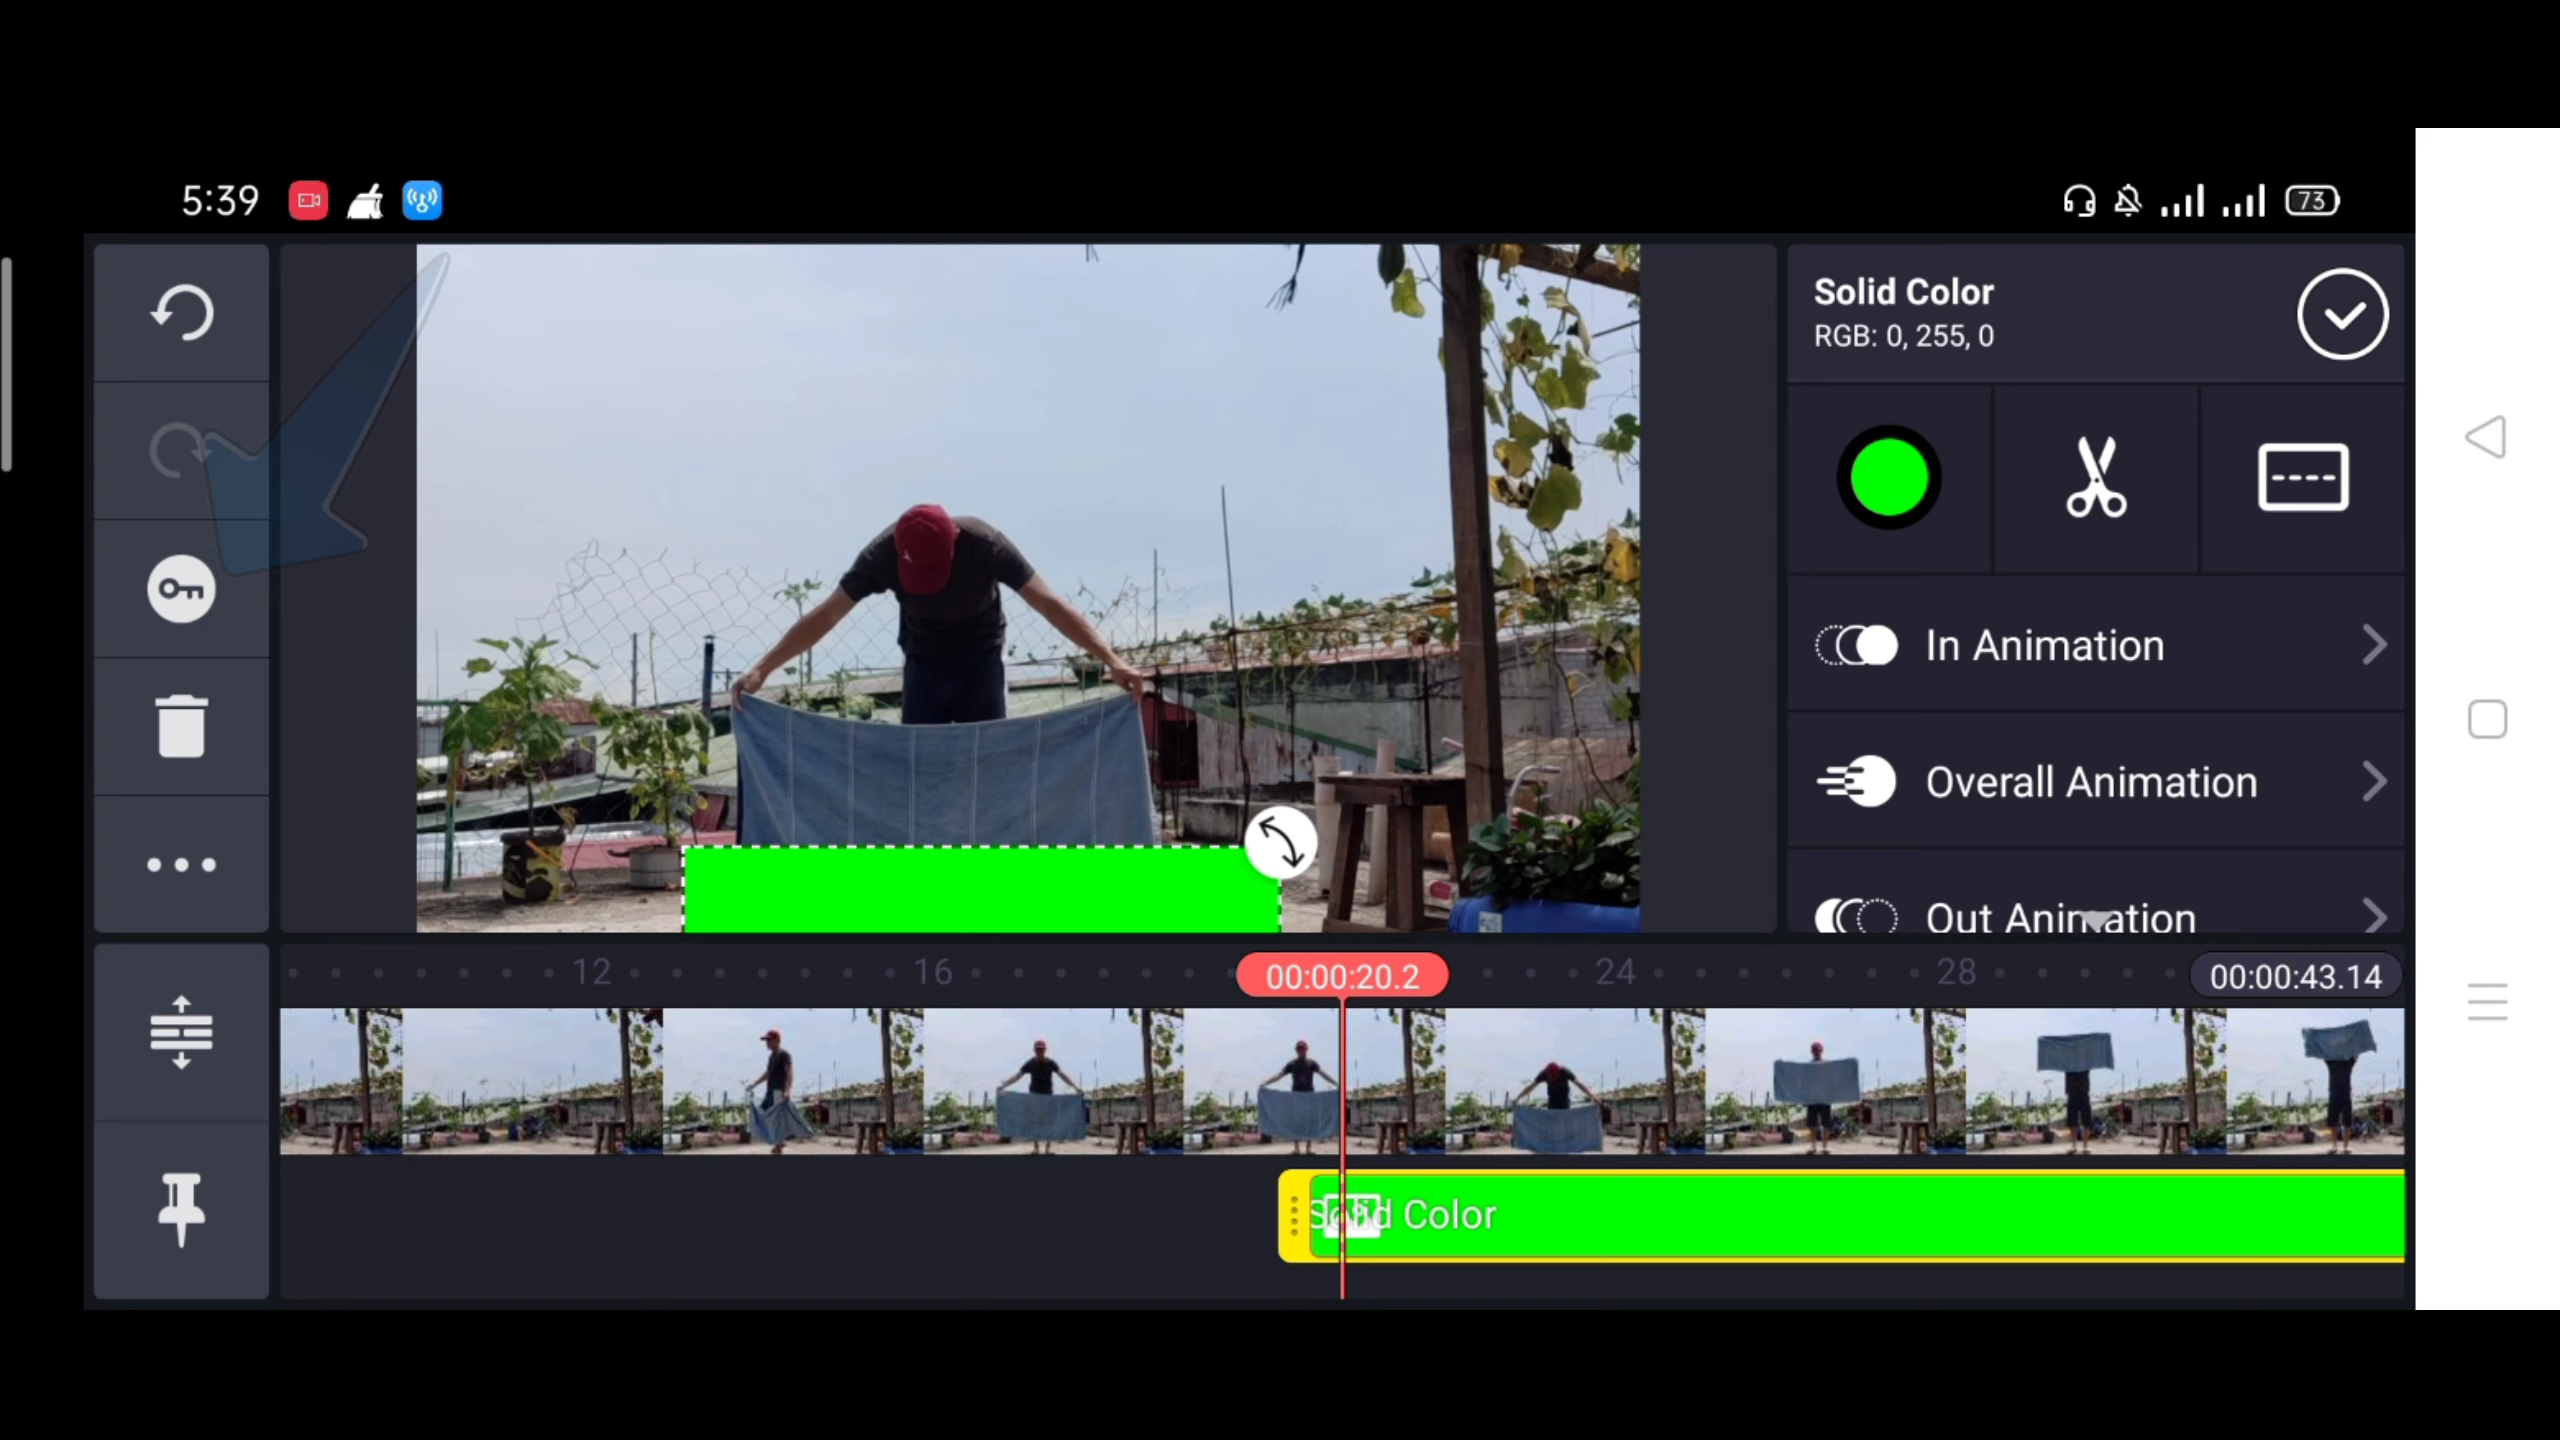 5:39
73
Solid Color
RGB: 0, 255, 0
In Animation
Overall Animation
Out Animation
12
16
00:00:20.2
24
28
00:00:43.14
Solid Color